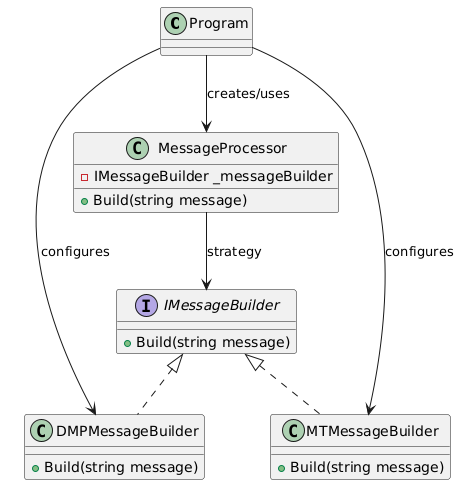 C Program
creates/uses
C MessageProcessor
IMessageBuilder _messageBuilder
Build(string message)
configures
strategy
configures
I IMessageBuilder
Build(string message)
C DMPMessageBuilder
Build(string message)
C MTMessageBuilder
Build(string message)